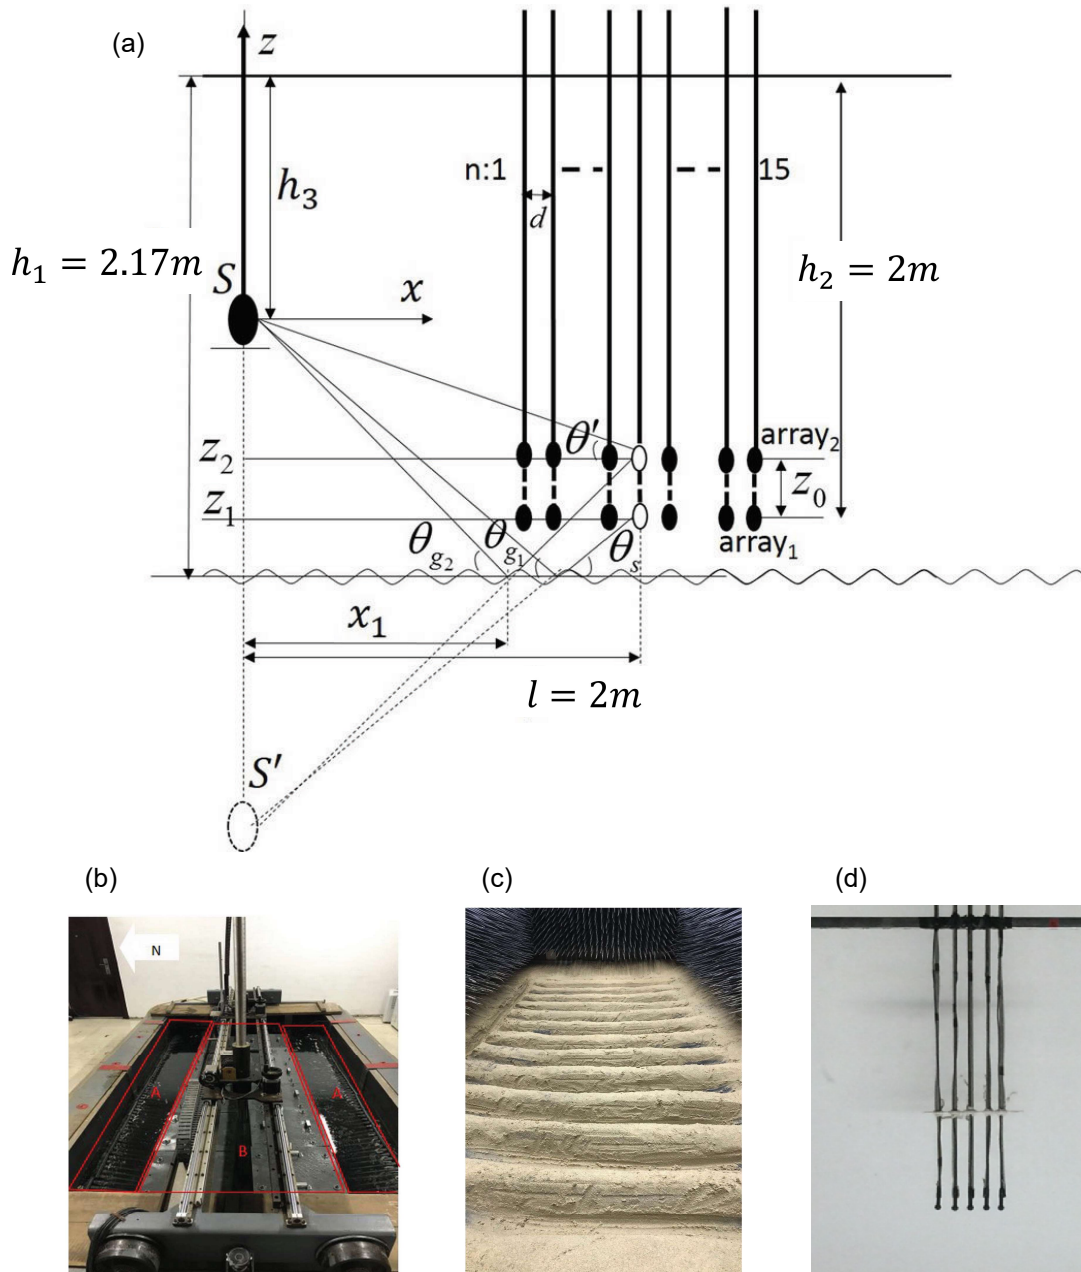 (a)
z
n:1
15
h₃
d
h₁ = 2.17m
S
x
h₂ = 2m
θ′
array₂
z₂
z₀
z₁
array₁
θg₂
θg₁
θs
x₁
l = 2m
S′
(b)
(c)
(d)
N
A
A
B